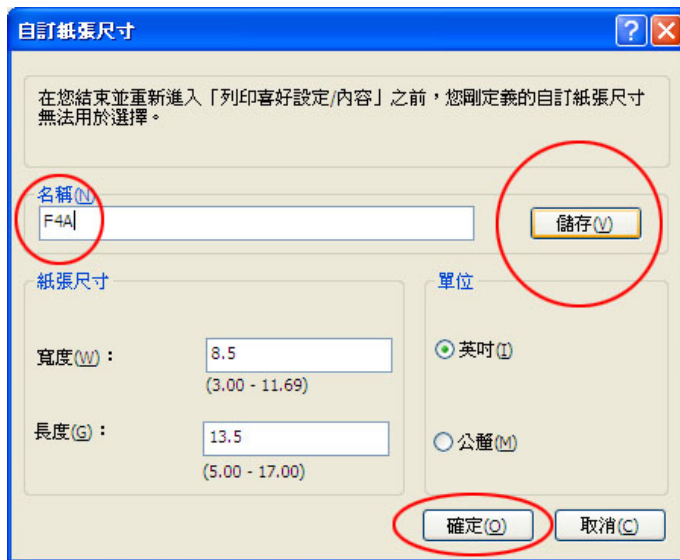 自訂紙張尺寸
在您結束並重新進入「列印喜好設定/內容」之前，您剛定義的自訂紙張尺寸
無法用於選擇。
名稱(N)
F4A
儲存(V)
紙張尺寸
單位
寬度(W)：
8.5
(3.00 - 11.69)
英吋(I)
長度(G)：
13.5
(5.00 - 17.00)
公釐(M)
確定(O)
取消(C)